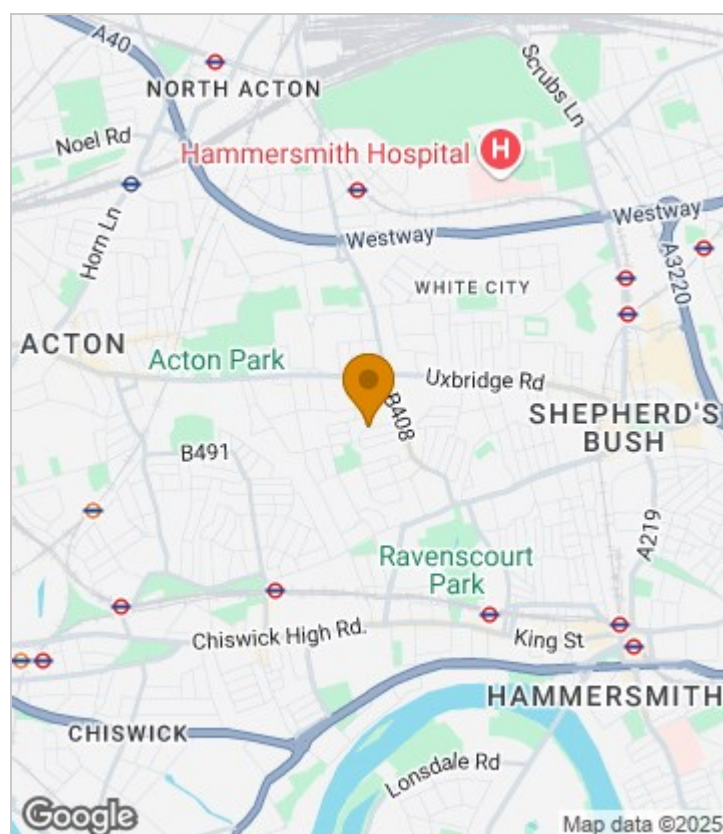 A40
NORTH ACTON
Scrubs Ln
Noel Rd
Hammersmith Hospital
H
Horn Ln
Westway
Westway
A3220
WHITE CITY
ACTON
Acton Park
Uxbridge Rd
B408
SHEPHERD'S
BUSH
B491
A219
Ravenscourt
Park
Chiswick High Rd.
King St
HAMMERSMITH
CHISWICK
Lonsdale Rd
Google
Map data ©2025